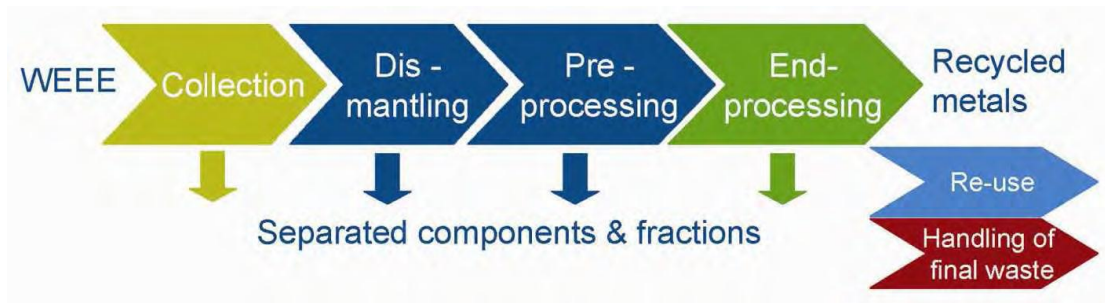 WEEE
Collection
Dis -
mantling
Pre -
processing
End-
processing
Recycled
metals
Re-use
Separated components & fractions
Handling of
final waste